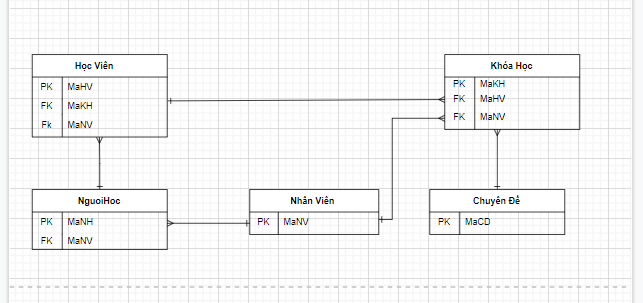 Học Viên
PK MaHV
FK MaKH
Fk MaNV
Khóa Học
PK MaKH
FK MaHV
FK MaNV
NguoiHoc
PK MaNH
FK MaNV
Nhân Viên
PK MaNV
Chuyên Đề
PK MaCD